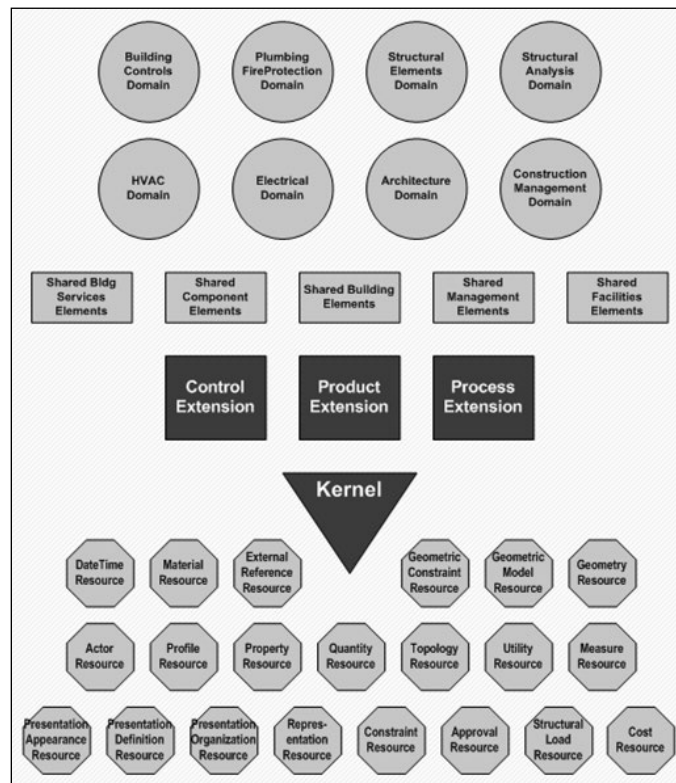 Building
Controls
Domain
Plumbing
FireProtection
Domain
Structural
Elements
Domain
Structural
Analysis
Domain
HVAC
Domain
Electrical
Domain
Architecture
Domain
Construction
Management
Domain
Shared Bldg
Services
Elements
Shared
Component
Elements
Shared Building
Elements
Shared
Management
Elements
Shared
Facilities
Elements
Control
Extension
Product
Extension
Process
Extension
Kernel
DateTime
Resource
Material
Resource
External
Reference
Resource
Geometric
Constraint
Resource
Geometric
Model
Resource
Geometry
Resource
Actor
Resource
Profile
Resource
Property
Resource
Quantity
Resource
Topology
Resource
Utility
Resource
Measure
Resource
Presentation
Appearance
Resource
Presentation
Definition
Resource
Presentation
Organization
Resource
Repres-
entation
Resource
Constraint
Resource
Approval
Resource
Structural
Load
Resource
Cost
Resource